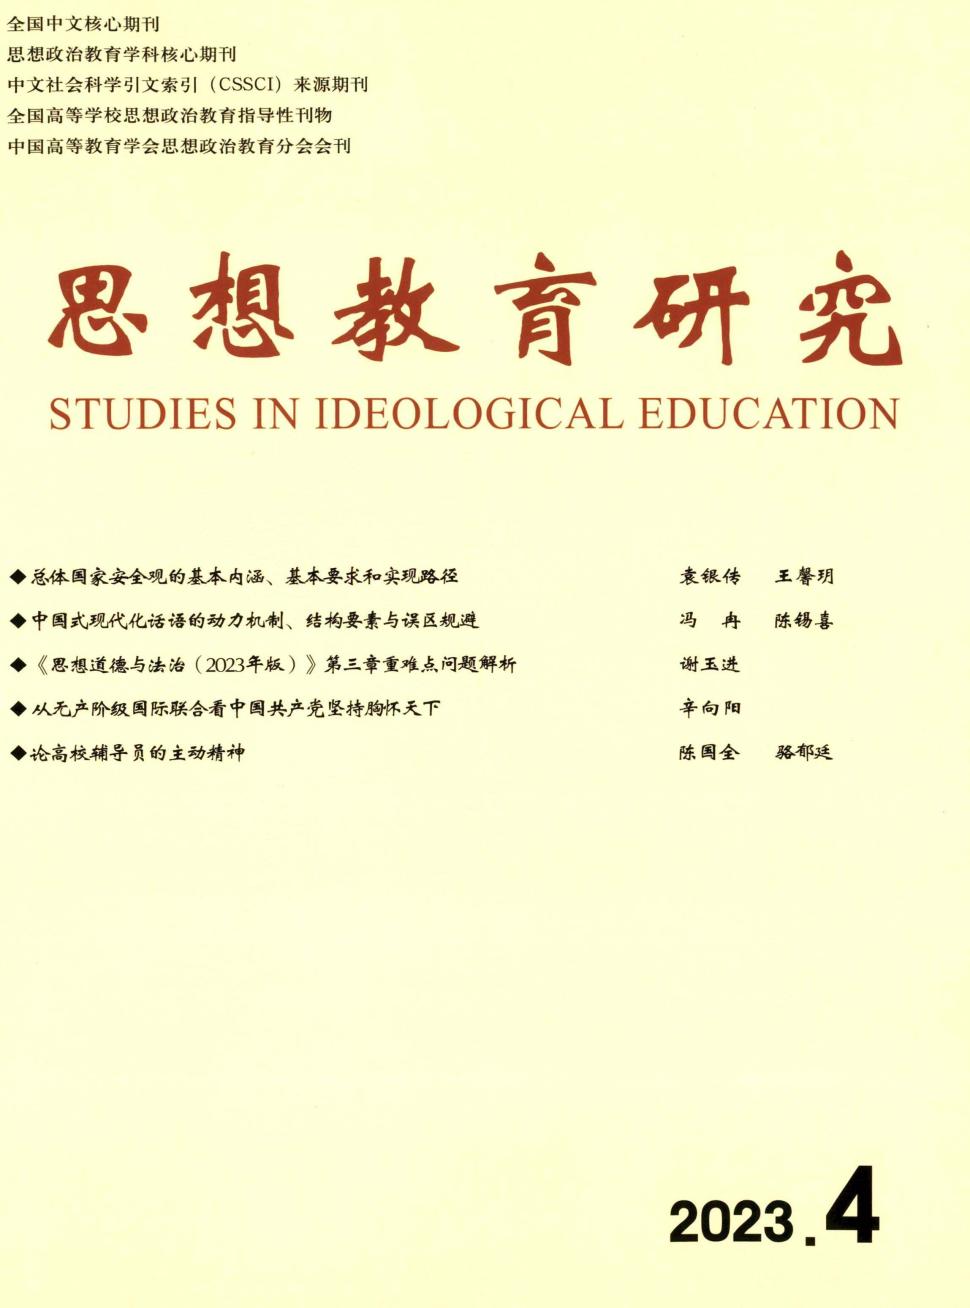 全国中文核心期刊
思想政治教育学科核心期刊
中文社会科学引文索引（CSSCI）来源期刊
全国高等学校思想政治教育指导性刊物
中国高等教育学会思想政治教育分会会刊
思想教育研究
STUDIES IN IDEOLOGICAL EDUCATION
◆总体国家安全观的基本内涵、基本要求和实现路径 袁银传 王馨玥
◆中国式现代化话语的动力机制、结构要素与误区规避 冯 冉 陈锡喜
◆《思想道德与法治（2023年版）》第三章重难点问题解析 谢玉进
◆从无产阶级国际联合看中国共产党坚持胸怀天下 辛向阳
◆论高校辅导员的主动精神 陈国全 骆郁廷
2023.4